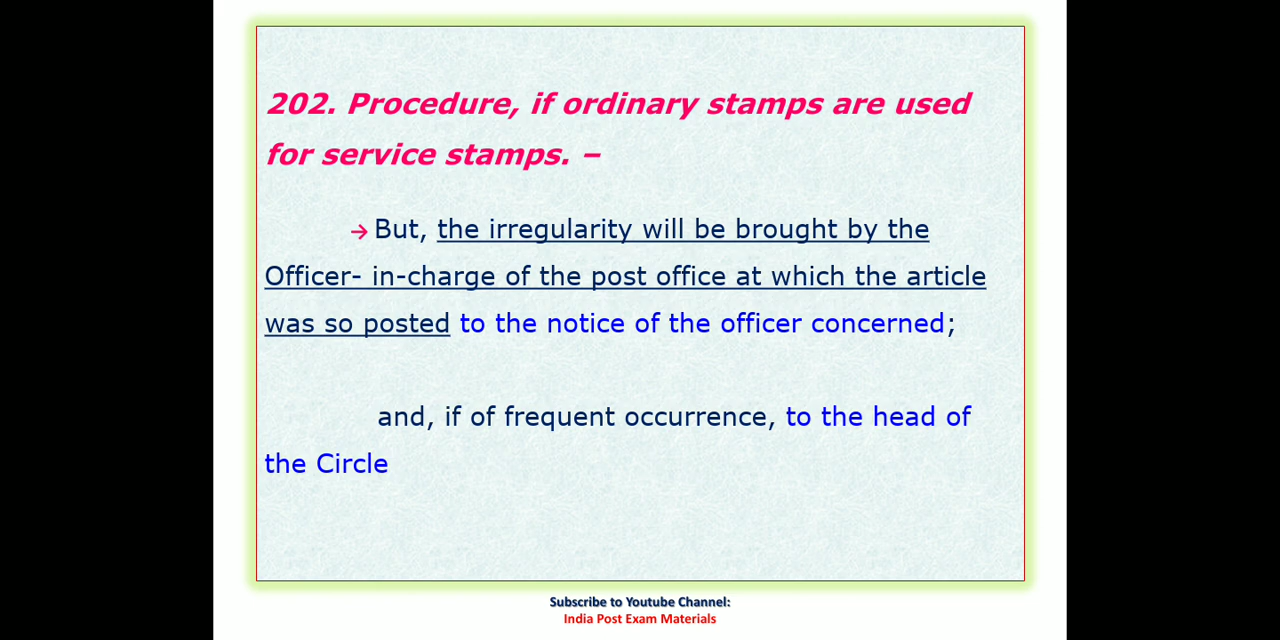 202. Procedure, if ordinary stamps are used
for service stamps. –
→ But, the irregularity will be brought by the
Officer- in-charge of the post office at which the article
was so posted to the notice of the officer concerned;
and, if of frequent occurrence, to the head of
the Circle
Subscribe to Youtube Channel:
India Post Exam Materials